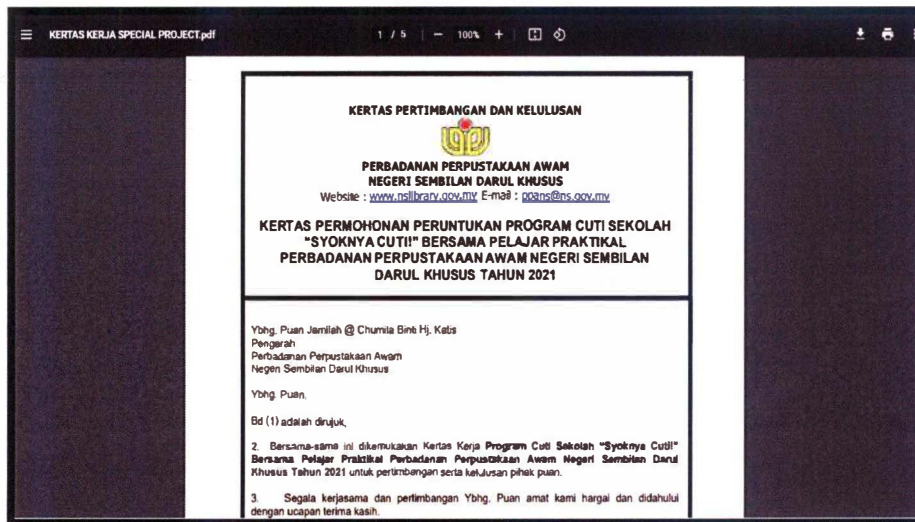 KERTAS KERJA SPECIAL PROJECT.pdf
1 / 5 | − 100% +
KERTAS PERTIMBANGAN DAN KELULUSAN
PERBADANAN PERPUSTAKAAN AWAM
NEGERI SEMBILAN DARUL KHUSUS
Website : www.nslibrary.gov.my E-mail : ppans@ns.gov.my
KERTAS PERMOHONAN PERUNTUKAN PROGRAM CUTI SEKOLAH
"SYOKNYA CUTI!" BERSAMA PELAJAR PRAKTIKAL
PERBADANAN PERPUSTAKAAN AWAM NEGERI SEMBILAN
DARUL KHUSUS TAHUN 2021
Ybhg. Puan Jamilah @ Chumila Binti Hj. Katis
Pengarah
Perbadanan Perpustakaan Awam
Negeri Sembilan Darul Khusus
Ybhg. Puan,
Bd (1) adalah dirujuk,
2. Bersama-sama ini dikemukakan Kertas Kerja Program Cuti Sekolah "Syoknya Cuti!"
Bersama Pelajar Praktikal Perbadanan Perpustakaan Awam Negeri Sembilan Darul
Khusus Tahun 2021 untuk pertimbangan serta kelulusan pihak puan.
3. Segala kerjasama dan pertimbangan Ybhg. Puan amat kami hargai dan didahului
dengan ucapan terima kasih.